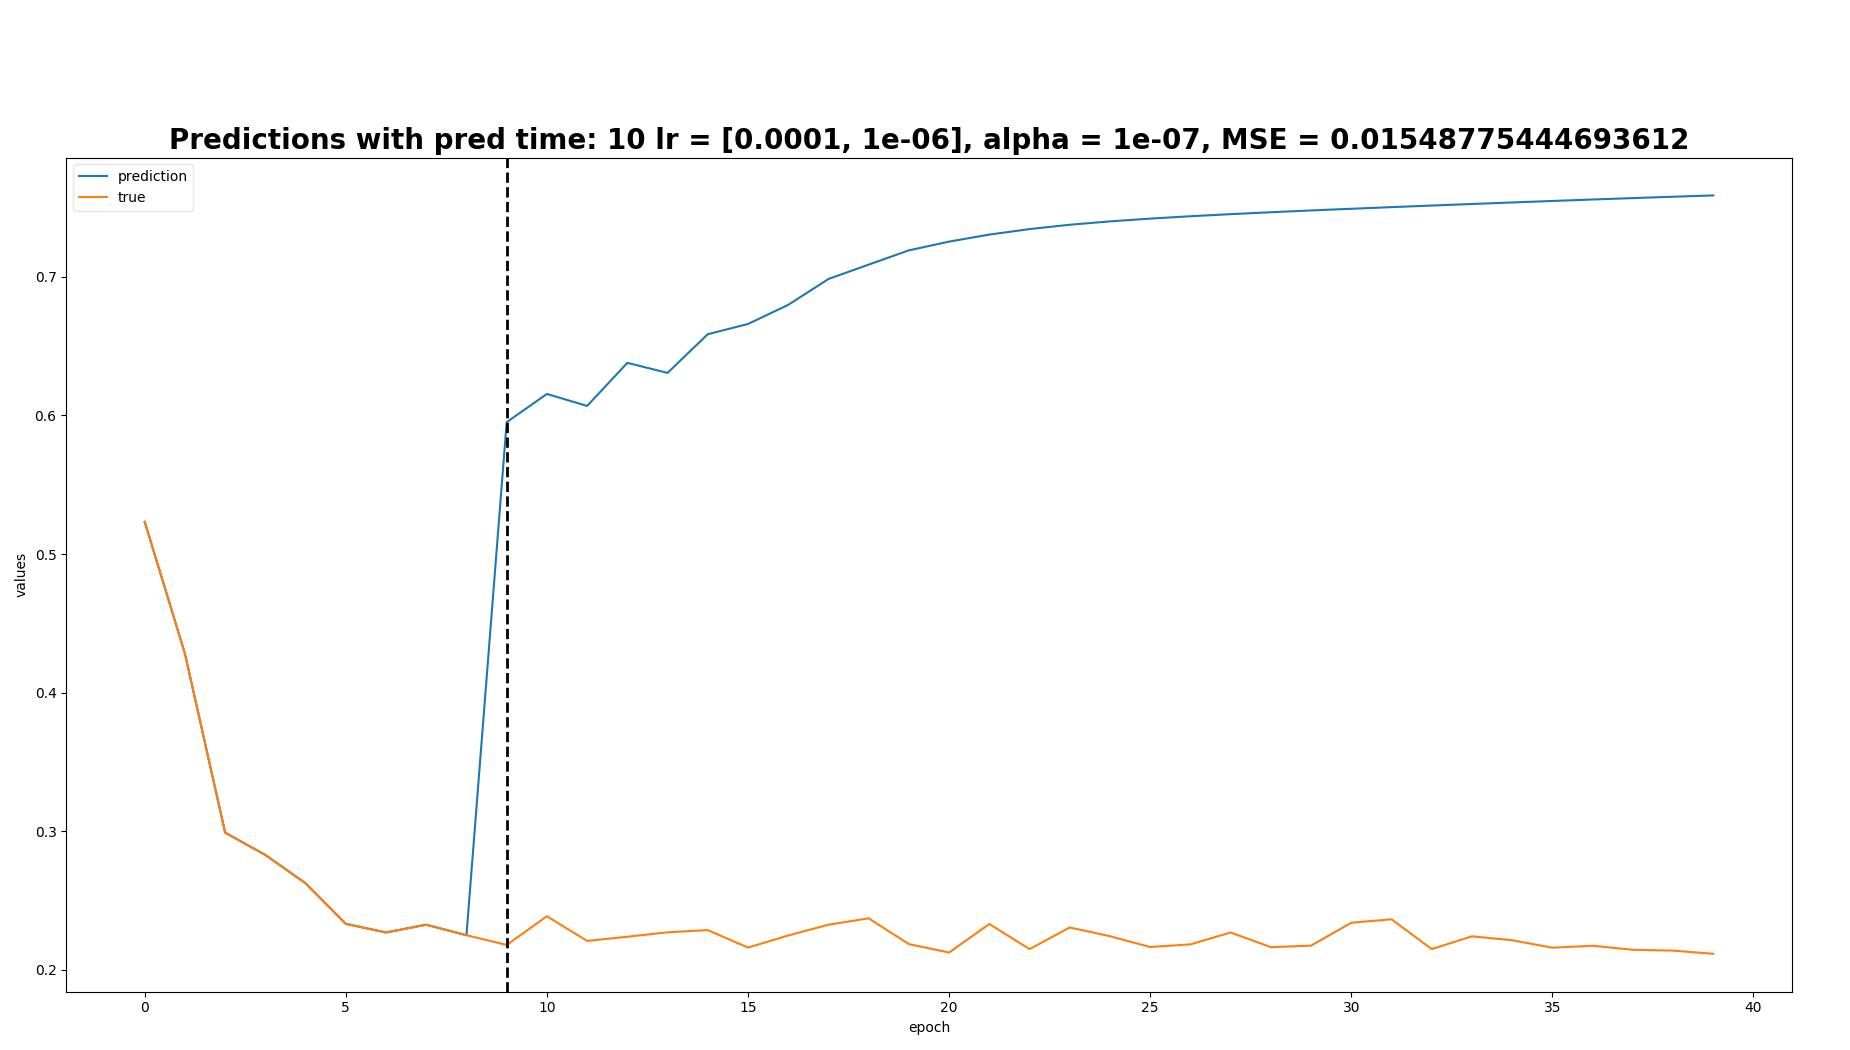 Predictions with pred time: 10 lr = [0.0001, 1e-06], alpha = 1e-07, MSE = 0.01548775444693612
prediction
true
0.7
0.6
0.5
0.4
0.3
0.2
values
0 5 10 15 20 25 30 35 40
epoch